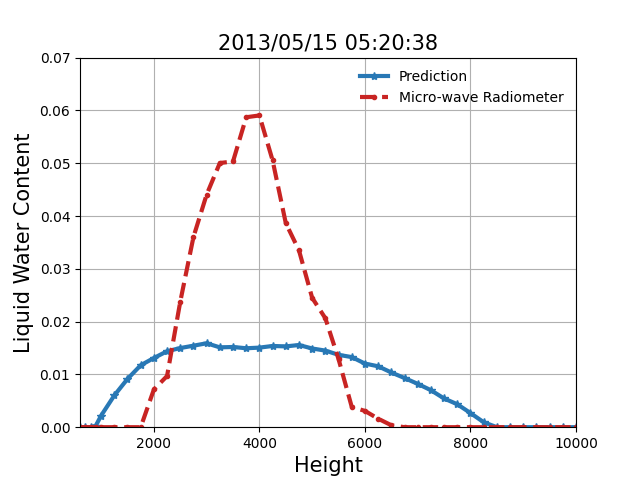 2013/05/15 05:20:38
0.07
0.06
0.05
0.04
0.03
0.02
0.01
0.00
Liquid Water Content
Prediction
Micro-wave Radiometer
2000 4000 6000 8000 10000
Height